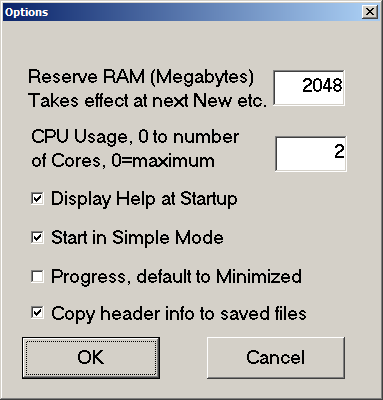 Options
Reserve RAM (Megabytes)
Takes effect at next New etc.
2048
CPU Usage, 0 to number
of Cores, 0=maximum
2
Display Help at Startup
Start in Simple Mode
Progress, default to Minimized
Copy header info to saved files
OK
Cancel